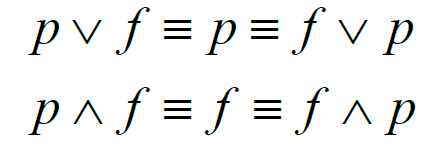 p ∨ f ≡ p ≡ f ∨ p
p ∧ f ≡ f ≡ f ∧ p